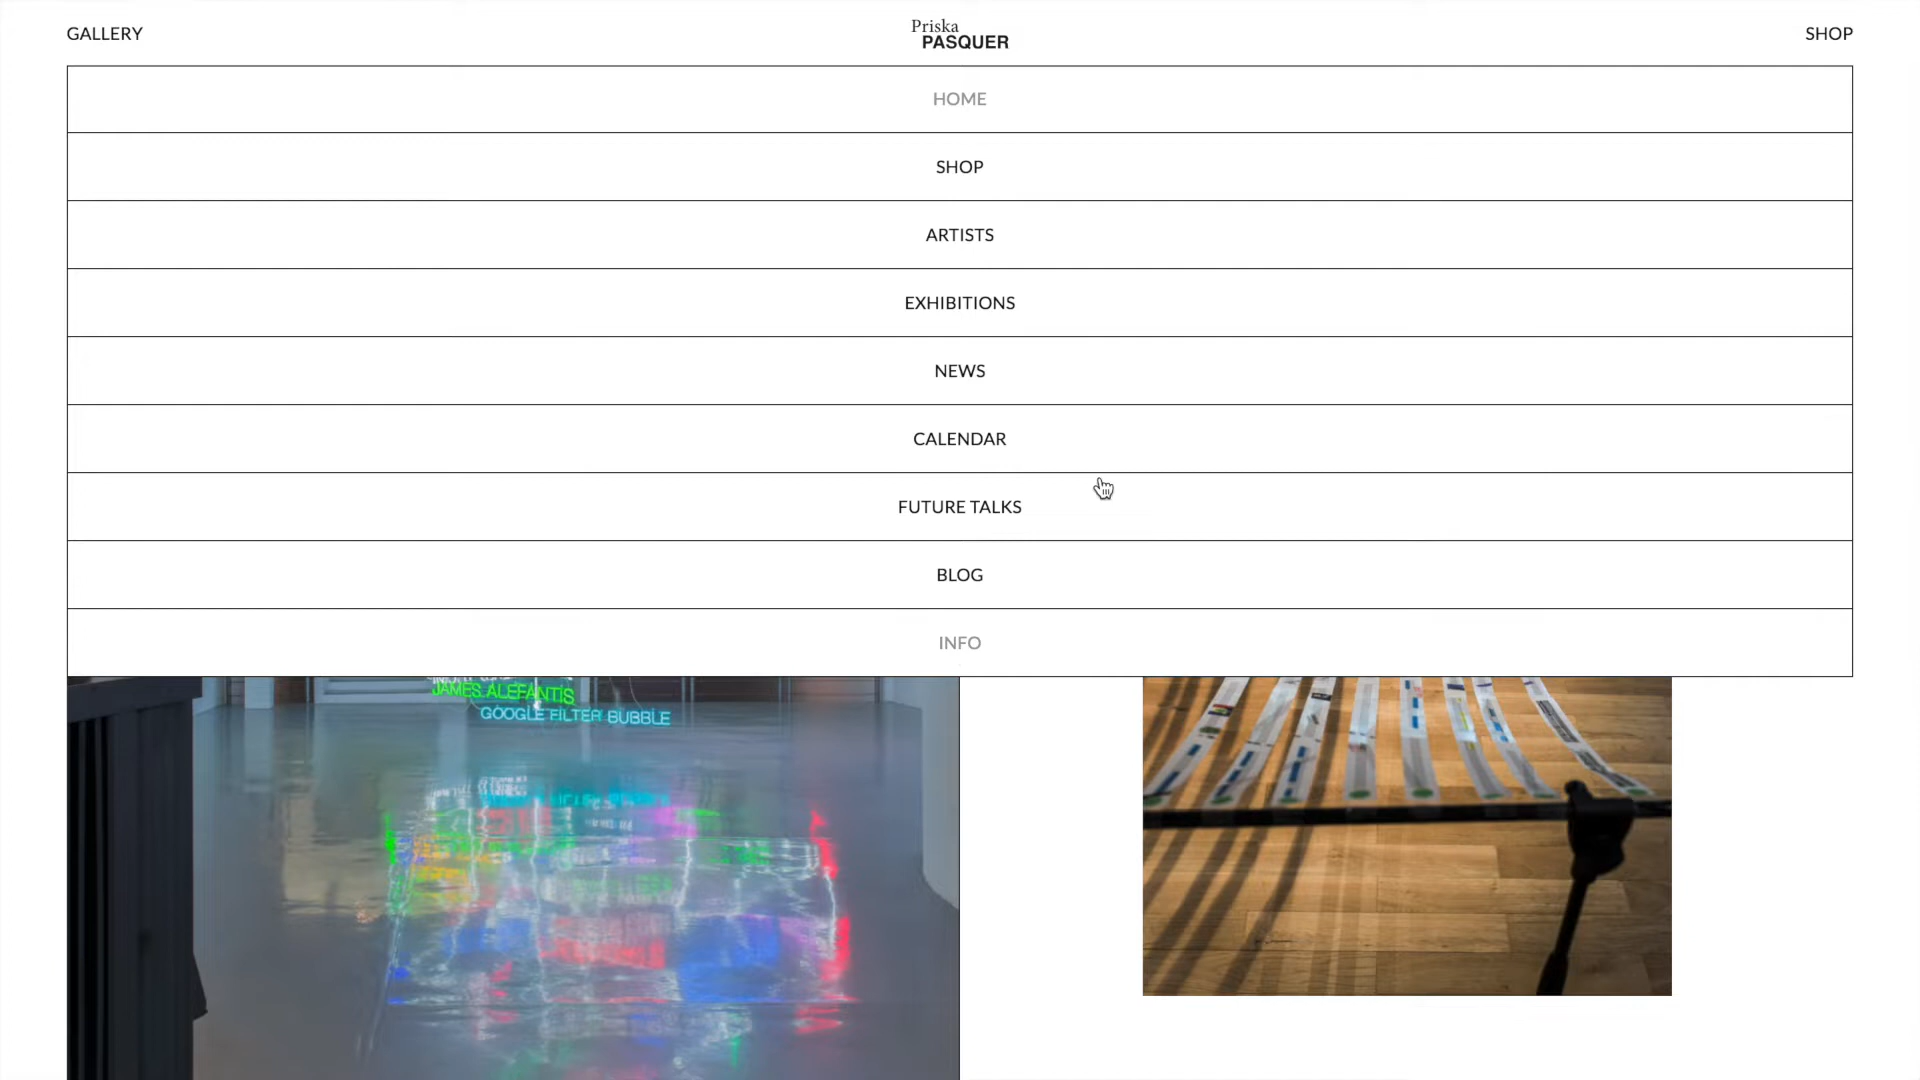 GALLERY
Priska
PASQUER
SHOP
HOME
SHOP
ARTISTS
EXHIBITIONS
NEWS
CALENDAR
FUTURE TALKS
BLOG
INFO
JAMES ALEFANTIS
GOOGLE FILTER BUBBLE